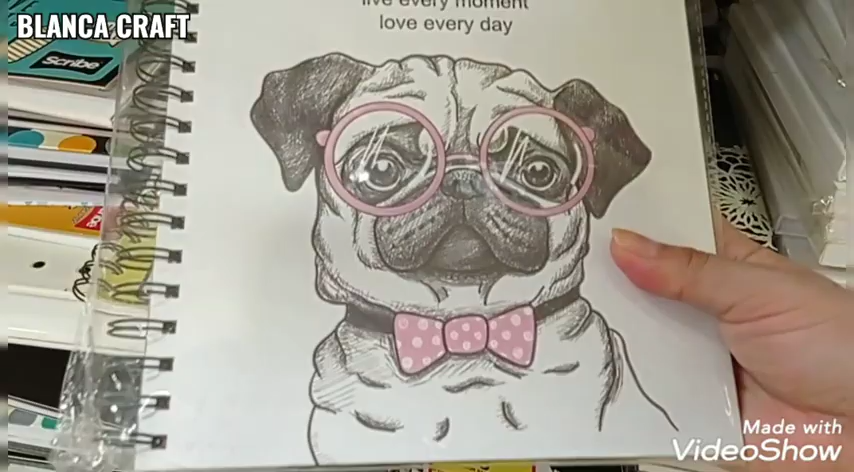 BLANCA CRAFT
live every moment
love every day
Scribe
Made with
VideoShow